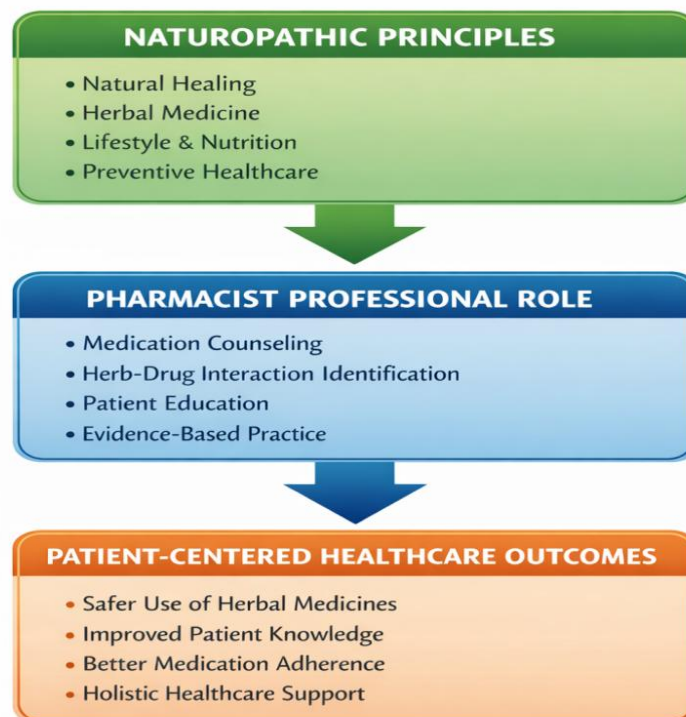 NATUROPATHIC PRINCIPLES
• Natural Healing
• Herbal Medicine
• Lifestyle & Nutrition
• Preventive Healthcare
PHARMACIST PROFESSIONAL ROLE
• Medication Counseling
• Herb-Drug Interaction Identification
• Patient Education
• Evidence-Based Practice
PATIENT-CENTERED HEALTHCARE OUTCOMES
• Safer Use of Herbal Medicines
• Improved Patient Knowledge
• Better Medication Adherence
• Holistic Healthcare Support